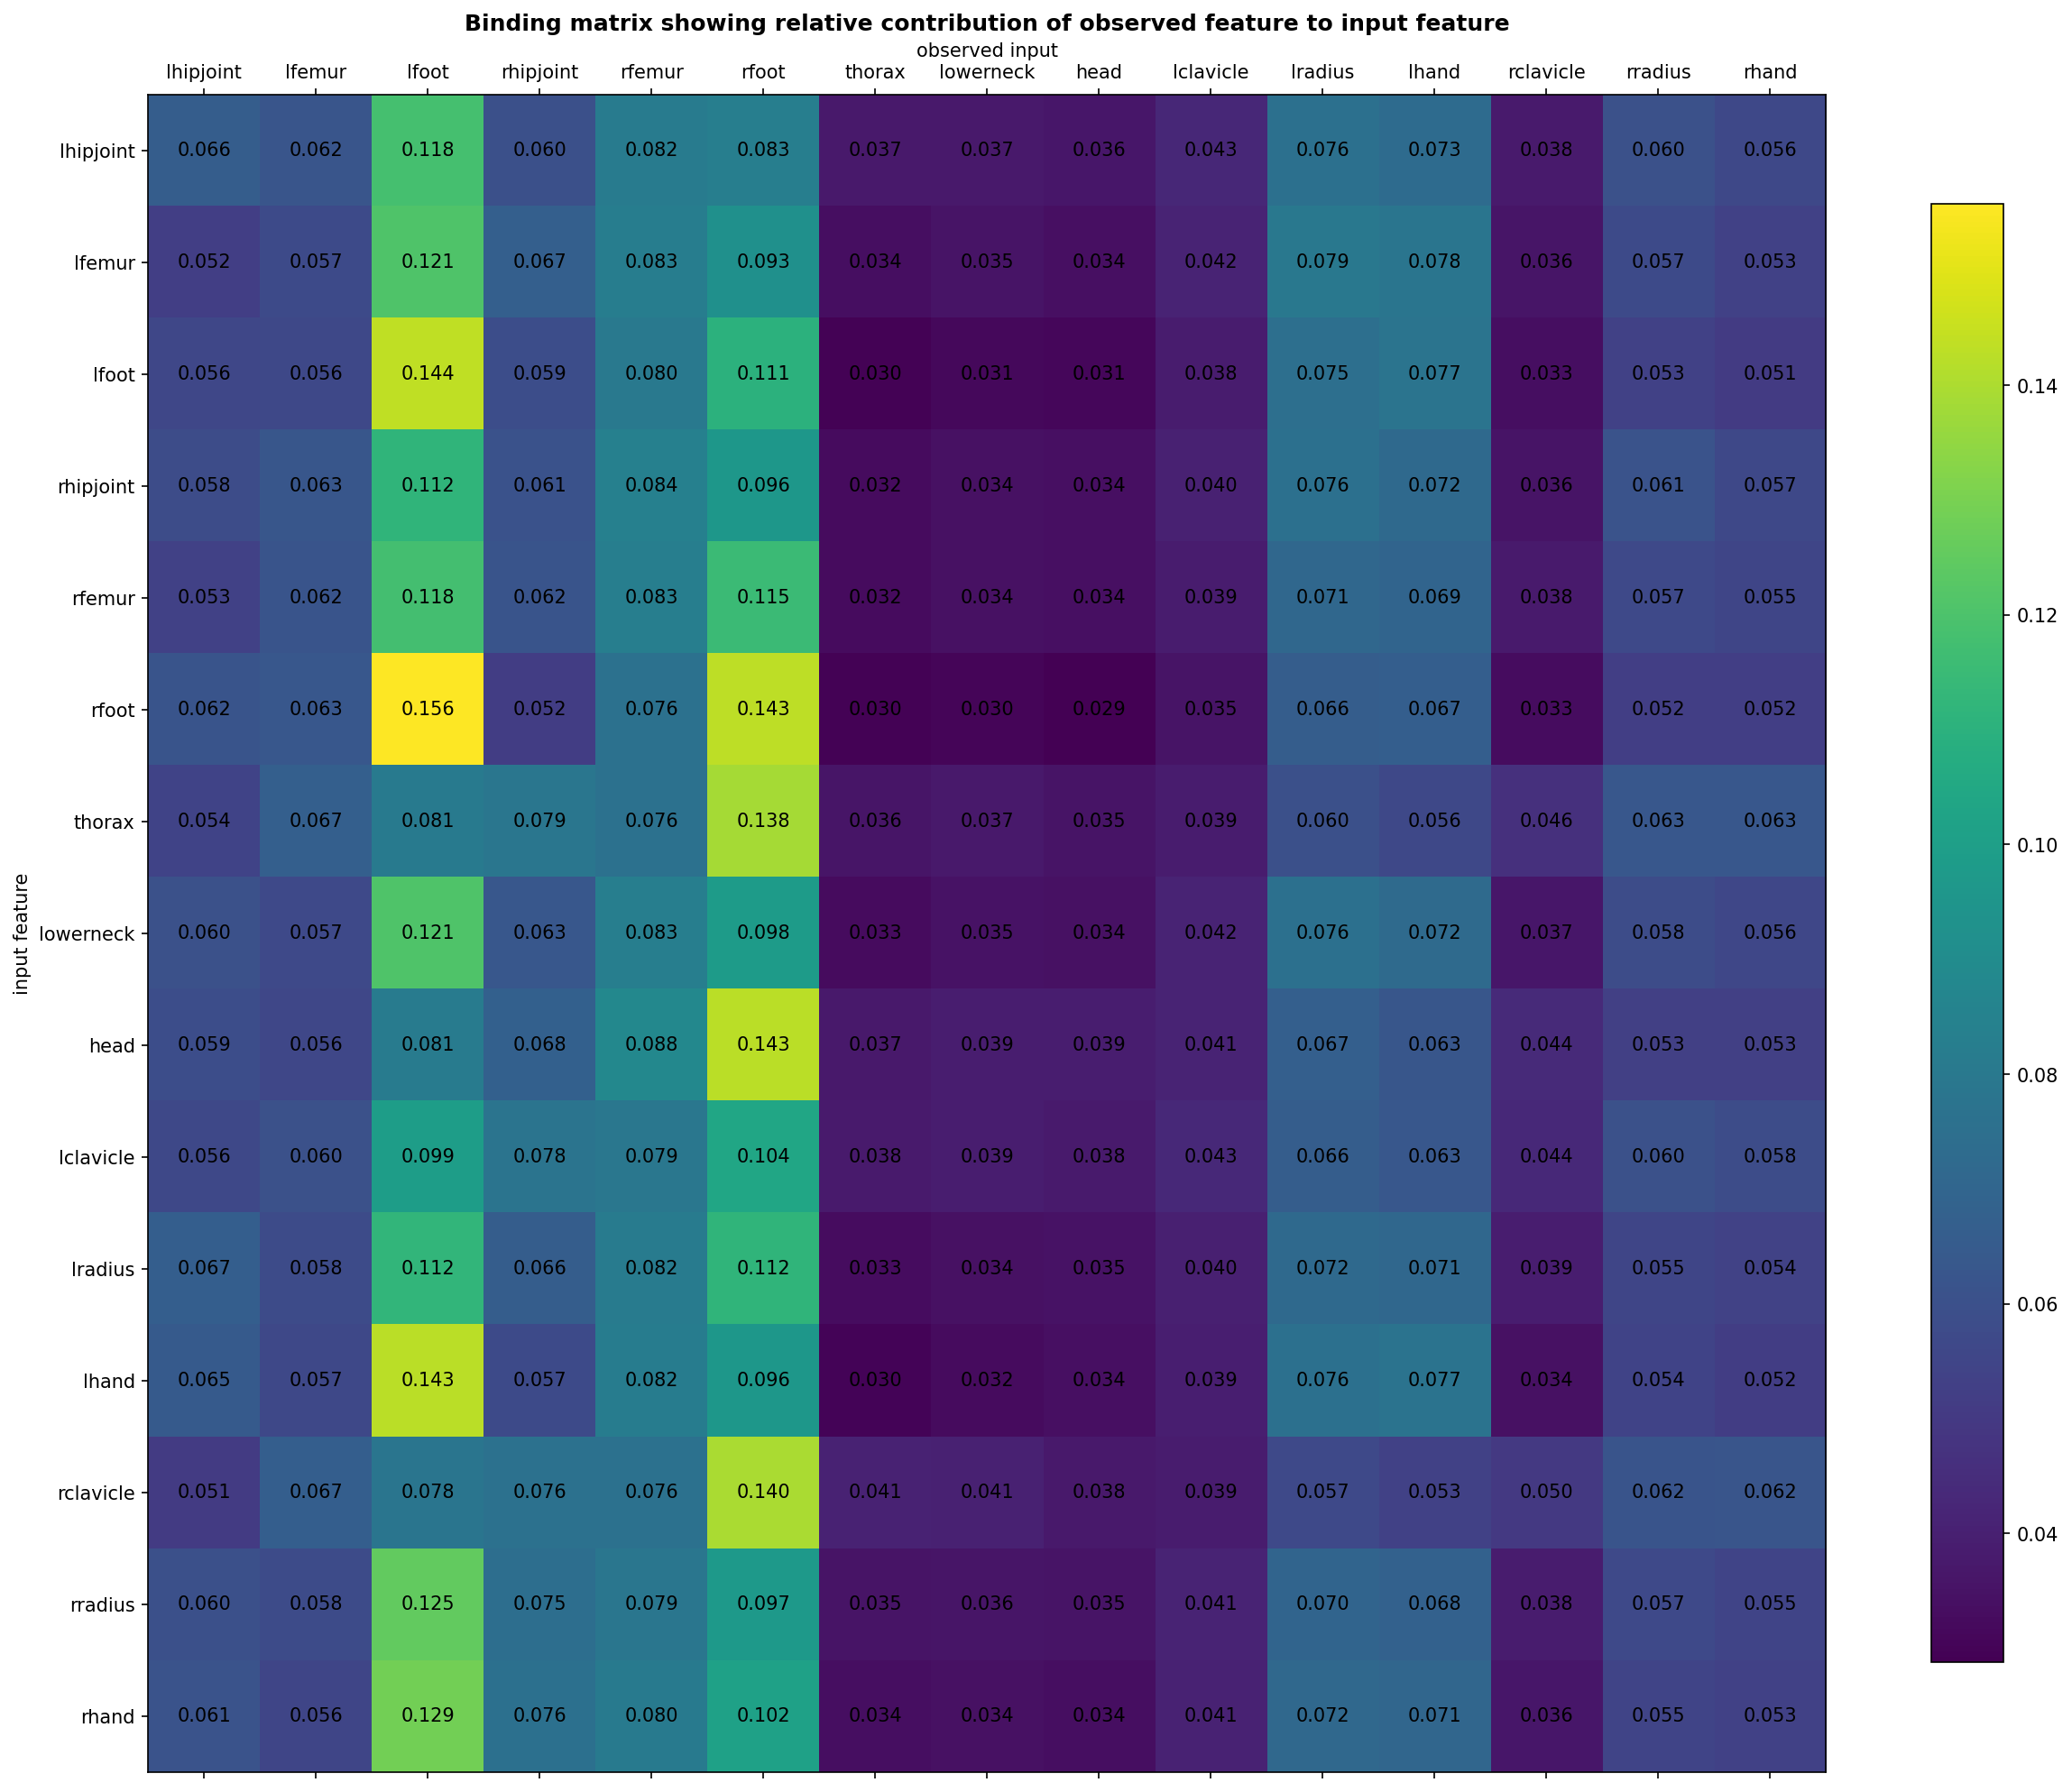 Binding matrix showing relative contribution of observed feature to input feature
observed input
lhipjoint lfemur lfoot rhipjoint rfemur rfoot thorax lowerneck head lclavicle lradius lhand rclavicle rradius rhand
lhipjoint 0.066 0.062 0.118 0.060 0.082 0.083 0.037 0.037 0.036 0.043 0.076 0.073 0.038 0.060 0.056
lfemur 0.052 0.057 0.121 0.067 0.083 0.093 0.034 0.035 0.034 0.042 0.079 0.078 0.036 0.057 0.053
lfoot 0.056 0.056 0.144 0.059 0.080 0.111 0.030 0.031 0.031 0.038 0.075 0.077 0.033 0.053 0.051
0.14
rhipjoint 0.058 0.063 0.112 0.061 0.084 0.096 0.032 0.034 0.034 0.040 0.076 0.072 0.036 0.061 0.057
rfemur 0.053 0.062 0.118 0.062 0.083 0.115 0.032 0.034 0.034 0.039 0.071 0.069 0.038 0.057 0.055
0.12
rfoot 0.062 0.063 0.156 0.052 0.076 0.143 0.030 0.030 0.029 0.035 0.066 0.067 0.033 0.052 0.052
thorax 0.054 0.067 0.081 0.079 0.076 0.138 0.036 0.037 0.035 0.039 0.060 0.056 0.046 0.063 0.063
0.10
input feature
lowerneck 0.060 0.057 0.121 0.063 0.083 0.098 0.033 0.035 0.034 0.042 0.076 0.072 0.037 0.058 0.056
head 0.059 0.056 0.081 0.068 0.088 0.143 0.037 0.039 0.039 0.041 0.067 0.063 0.044 0.053 0.053
0.08
lclavicle 0.056 0.060 0.099 0.078 0.079 0.104 0.038 0.039 0.038 0.043 0.066 0.063 0.044 0.060 0.058
lradius 0.067 0.058 0.112 0.066 0.082 0.112 0.033 0.034 0.035 0.040 0.072 0.071 0.039 0.055 0.054
0.06
lhand 0.065 0.057 0.143 0.057 0.082 0.096 0.030 0.032 0.034 0.039 0.076 0.077 0.034 0.054 0.052
rclavicle 0.051 0.067 0.078 0.076 0.076 0.140 0.041 0.041 0.038 0.039 0.057 0.053 0.050 0.062 0.062
0.04
rradius 0.060 0.058 0.125 0.075 0.079 0.097 0.035 0.036 0.035 0.041 0.070 0.068 0.038 0.057 0.055
rhand 0.061 0.056 0.129 0.076 0.080 0.102 0.034 0.034 0.034 0.041 0.072 0.071 0.036 0.055 0.053